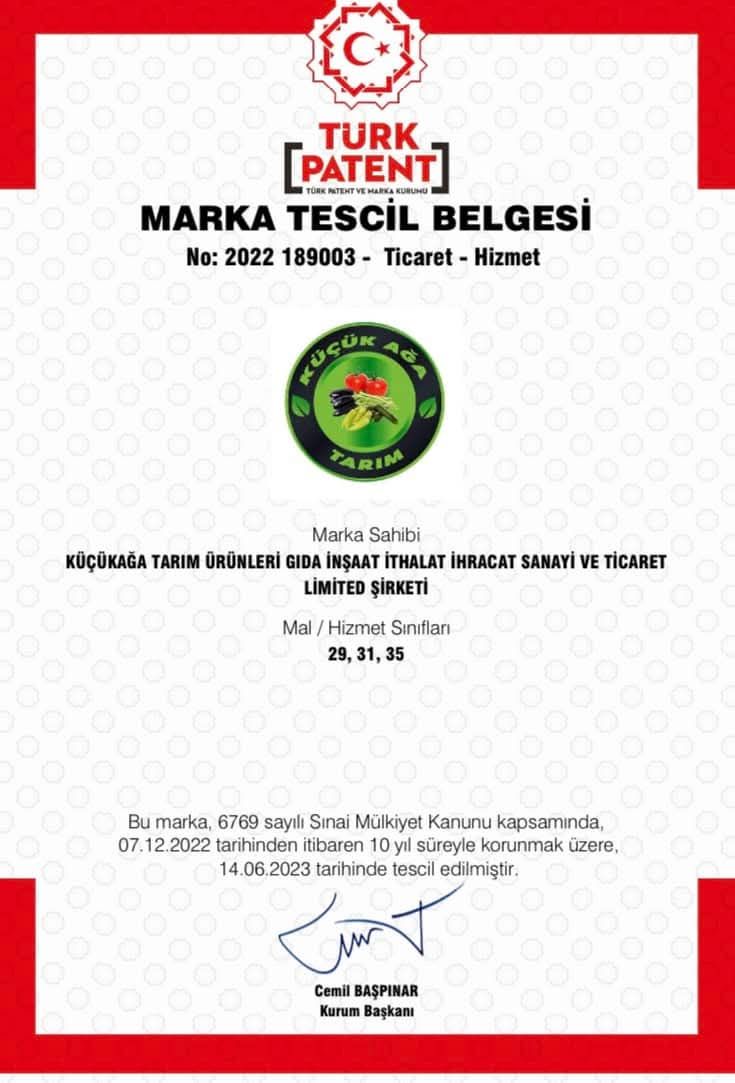 TÜRK
PATENT
TÜRK PATENT VE MARKA KURUMU
MARKA TESCİL BELGESİ
No: 2022 189003 - Ticaret - Hizmet
KÜÇÜK AĞA
TARIM
Marka Sahibi
KÜÇÜKAĞA TARIM ÜRÜNLERİ GIDA İNŞAAT İTHALAT İHRACAT SANAYİ VE TİCARET
LİMİTED ŞİRKETİ
Mal / Hizmet Sınıfları
29, 31, 35
Bu marka, 6769 sayılı Sınai Mülkiyet Kanunu kapsamında,
07.12.2022 tarihinden itibaren 10 yıl süreyle korunmak üzere,
14.06.2023 tarihinde tescil edilmiştir.
Cemil BAŞPINAR
Kurum Başkanı